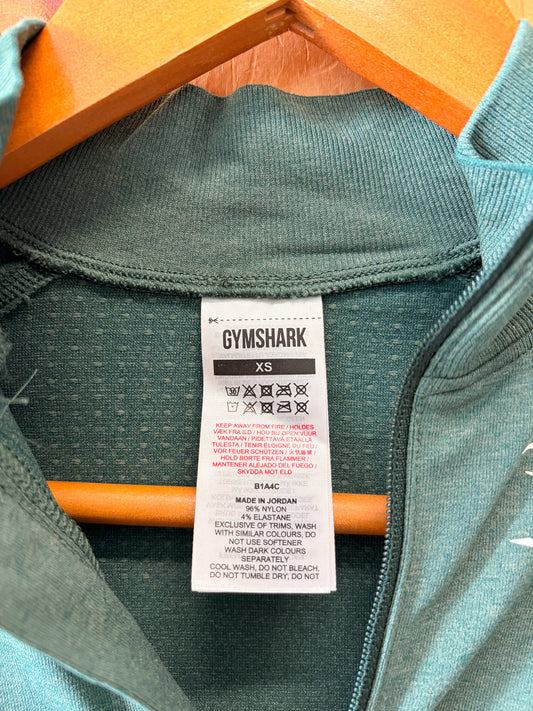 GYMSHARK
XS
KEEP AWAY FROM FIRE / HOLDES
VÆK FRA ILD / HOU BIJ OPEN VUUR
VANDAAN / PIDETTÄVÄ ETÄÄLLÄ
TULESTA / TENIR ÉLOIGNÉ DU FEU /
VOR FEUER SCHÜTZEN / 火気厳禁 /
HOLD BORTE FRA FLAMMER /
MANTENER ALEJADO DEL FUEGO /
SKYDDA MOT ELD
B1A4C
MADE IN JORDAN
96% NYLON
4% ELASTANE
EXCLUSIVE OF TRIMS, WASH
WITH SIMILAR COLOURS, DO
NOT USE SOFTENER
WASH DARK COLOURS
SEPARATELY
COOL WASH, DO NOT BLEACH,
DO NOT TUMBLE DRY, DO NOT